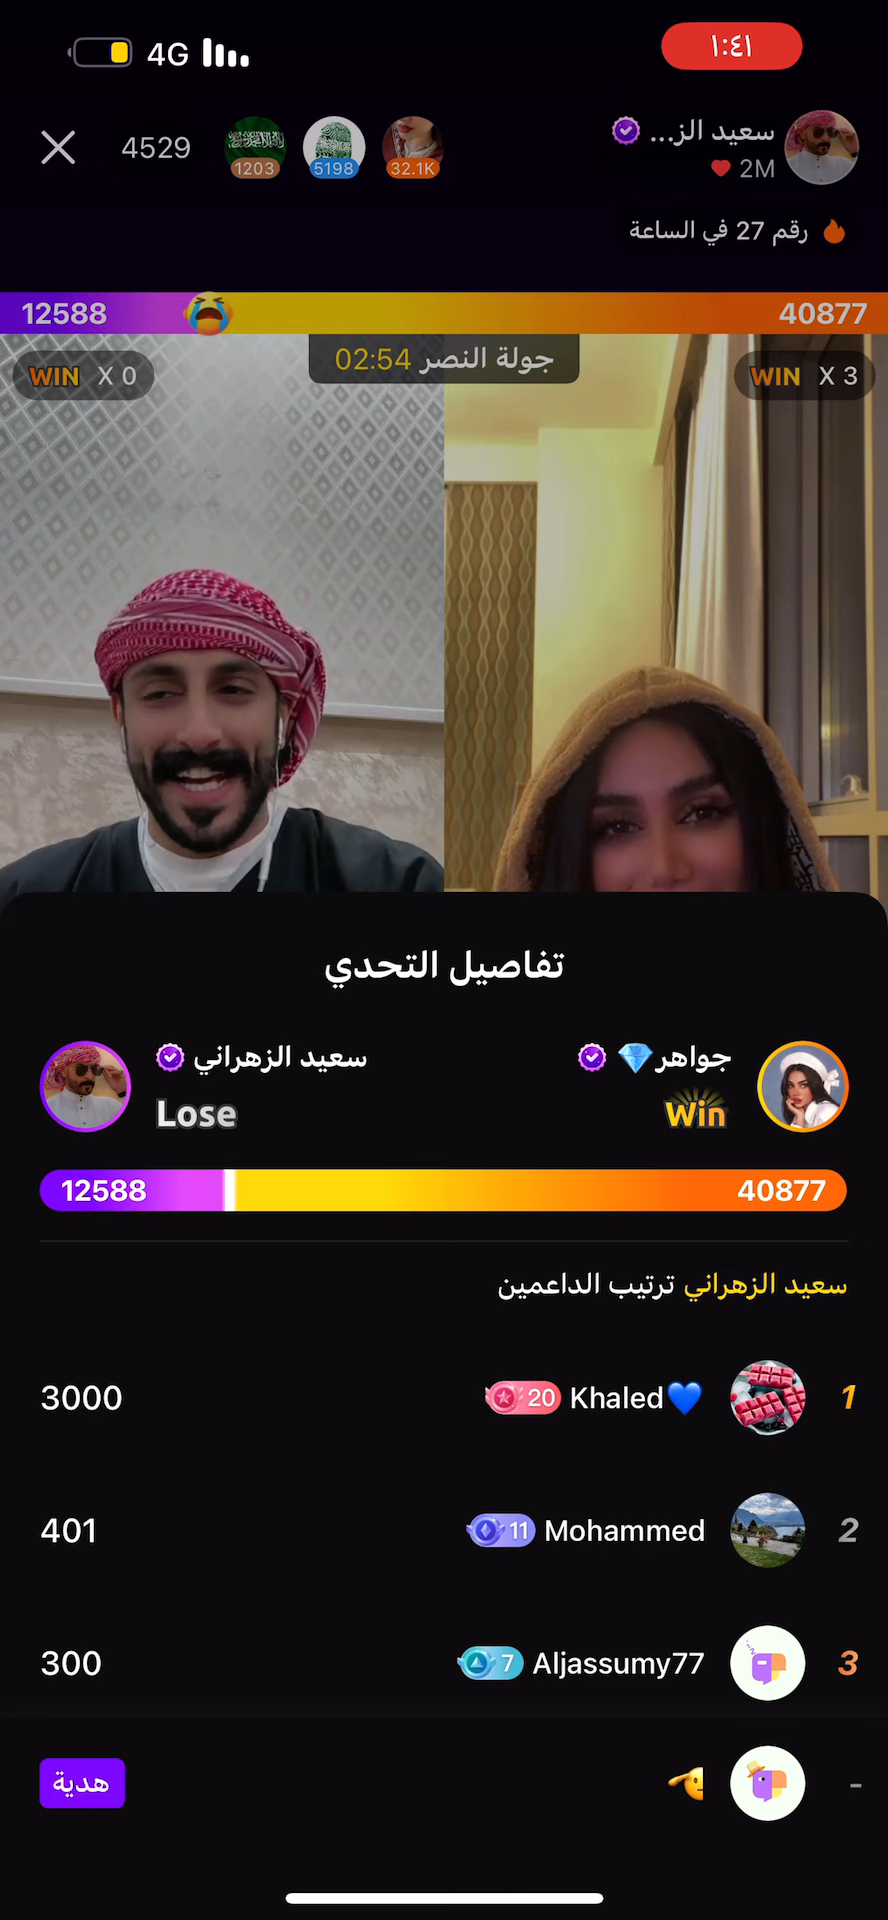 4G ١:٤١
سعيد الز...
2M
4529 1203 5198 32.1K
رقم 27 في الساعة
12588 40877
WIN X 0
جولة النصر 02:54
WIN X 3
تفاصيل التحدي
جواهر
Win
سعيد الزهراني
Lose
12588 40877
سعيد الزهراني ترتيب الداعمين
1 Khaled 20 3000
2 Mohammed 11 401
3 Aljassumy77 7 300
- هدية